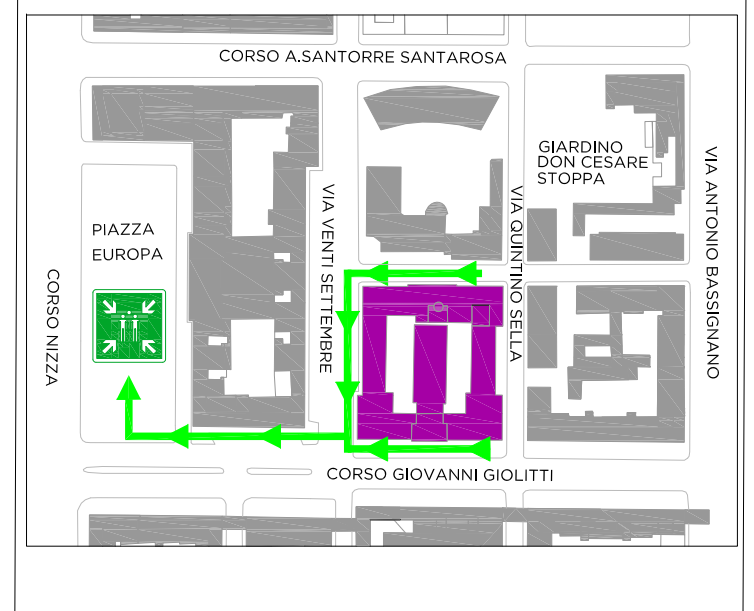 CORSO A.SANTORRE SANTAROSA
GIARDINO
DON CESARE
STOPPA
VIA ANTONIO BASSIGNANO
VIA VENTI SETTEMBRE
VIA QUINTINO SELLA
PIAZZA
EUROPA
CORSO NIZZA
CORSO GIOVANNI GIOLITTI